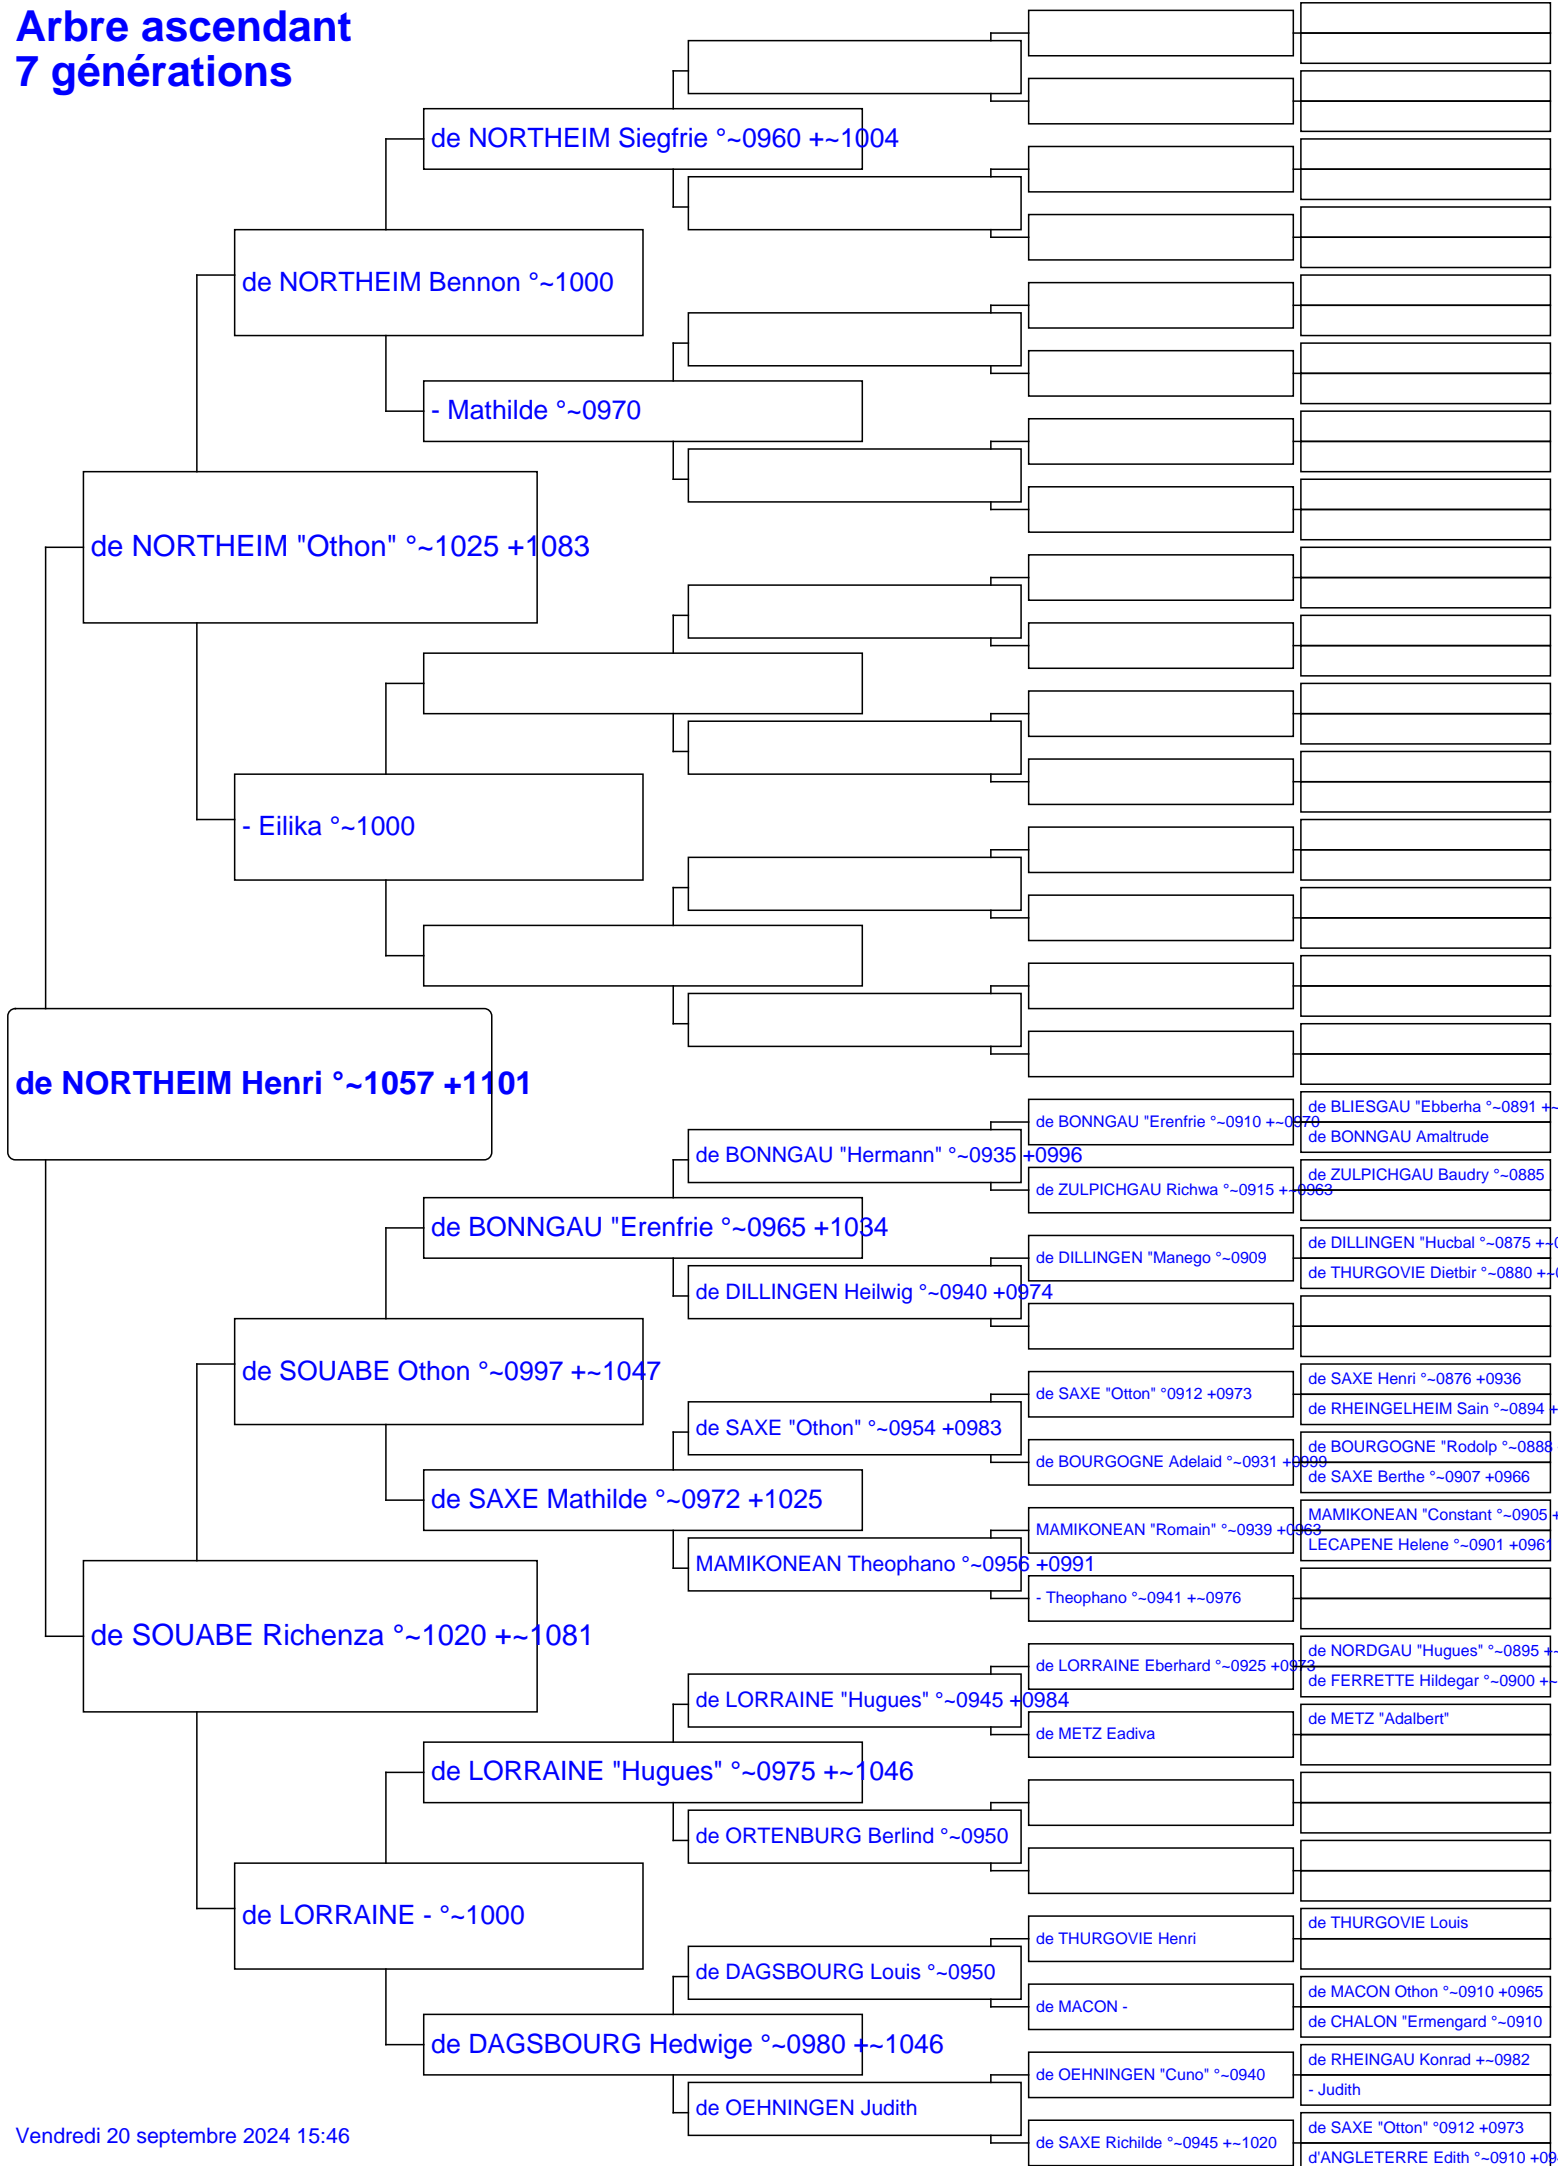 Arbre ascendant
7 générations
de NORTHEIM Siegfrie °~0960 +~1004
de NORTHEIM Bennon °~1000
- Mathilde °~0970
de NORTHEIM "Othon" °~1025 +1083
- Eilika °~1000
de NORTHEIM Henri °~1057 +1101
de BLIESGAU "Ebberha °~0891 +~
de BONNGAU "Erenfrie °~0910 +~0970
de BONNGAU Amaltrude
de BONNGAU "Hermann" °~0935 +0996
de ZULPICHGAU Baudry °~0885
de ZULPICHGAU Richwa °~0915 +~0963
de BONNGAU "Erenfrie °~0965 +1034
de DILLINGEN "Hucbal °~0875 +~0
de DILLINGEN "Manego °~0909
de THURGOVIE Dietbir °~0880 +~0
de DILLINGEN Heilwig °~0940 +0974
de SOUABE Othon °~0997 +~1047
de SAXE Henri °~0876 +0936
de SAXE "Otton" °0912 +0973
de RHEINGELHEIM Sain °~0894 +
de SAXE "Othon" °~0954 +0983
de BOURGOGNE "Rodolp °~0888
de BOURGOGNE Adelaid °~0931 +0999
de SAXE Berthe °~0907 +0966
de SAXE Mathilde °~0972 +1025
MAMIKONEAN "Constant °~0905 +
MAMIKONEAN "Romain" °~0939 +0963
LECAPENE Helene °~0901 +0961
MAMIKONEAN Theophano °~0956 +0991
- Theophano °~0941 +~0976
de SOUABE Richenza °~1020 +~1081
de NORDGAU "Hugues" °~0895 +~
de LORRAINE Eberhard °~0925 +0973
de FERRETTE Hildegar °~0900 +~
de LORRAINE "Hugues" °~0945 +0984
de METZ "Adalbert"
de METZ Eadiva
de LORRAINE "Hugues" °~0975 +~1046
de ORTENBURG Berlind °~0950
de LORRAINE - °~1000
de THURGOVIE Louis
de THURGOVIE Henri
de DAGSBOURG Louis °~0950
de MACON Othon °~0910 +0965
de MACON -
de CHALON "Ermengard °~0910
de DAGSBOURG Hedwige °~0980 +~1046
de RHEINGAU Konrad +~0982
de OEHNINGEN "Cuno" °~0940
- Judith
de OEHNINGEN Judith
de SAXE "Otton" °0912 +0973
de SAXE Richilde °~0945 +~1020
d'ANGLETERRE Edith °~0910 +09
Vendredi 20 septembre 2024 15:46